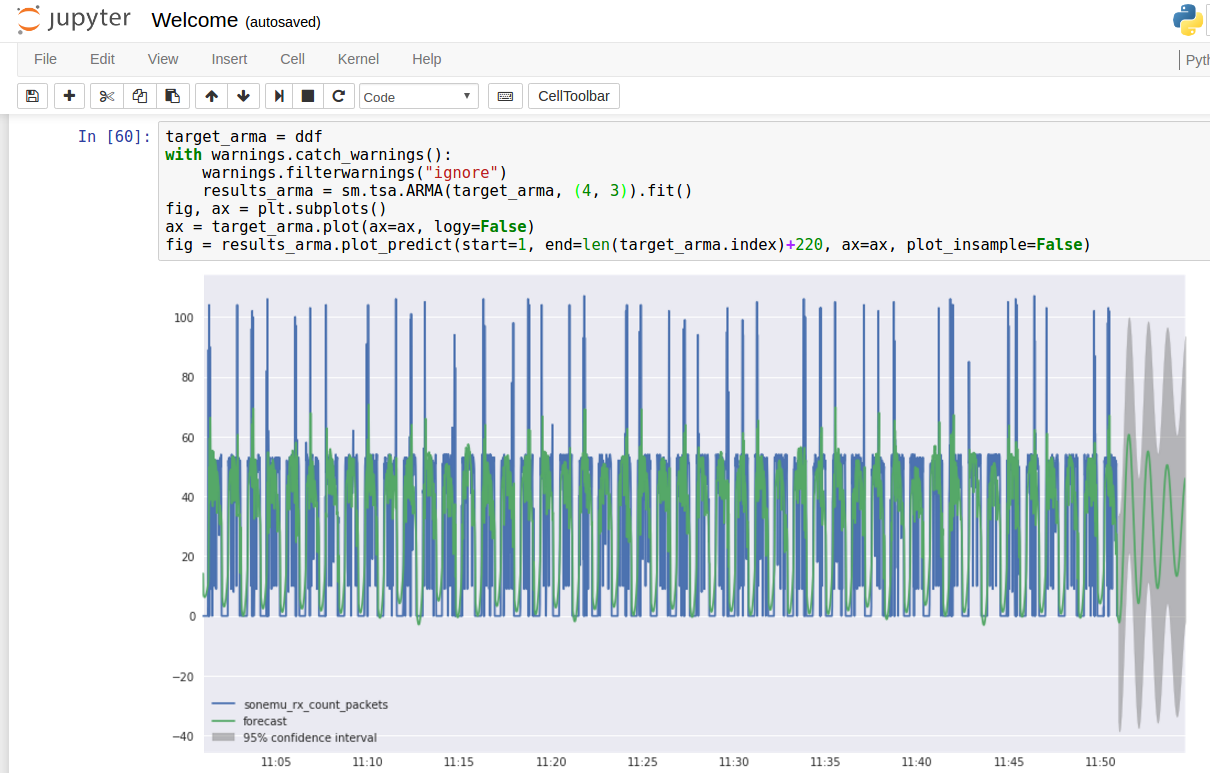 jupyter Welcome (autosaved)
File Edit View Insert Cell Kernel Help
Code CellToolbar
In [60]: target_arma = ddf
with warnings.catch_warnings():
    warnings.filterwarnings("ignore")
    results_arma = sm.tsa.ARMA(target_arma, (4, 3)).fit()
fig, ax = plt.subplots()
ax = target_arma.plot(ax=ax, logy=False)
fig = results_arma.plot_predict(start=1, end=len(target_arma.index)+220, ax=ax, plot_insample=False)
100
80
60
40
20
0
−20
−40
sonemu_rx_count_packets
forecast
95% confidence interval
11:05 11:10 11:15 11:20 11:25 11:30 11:35 11:40 11:45 11:50